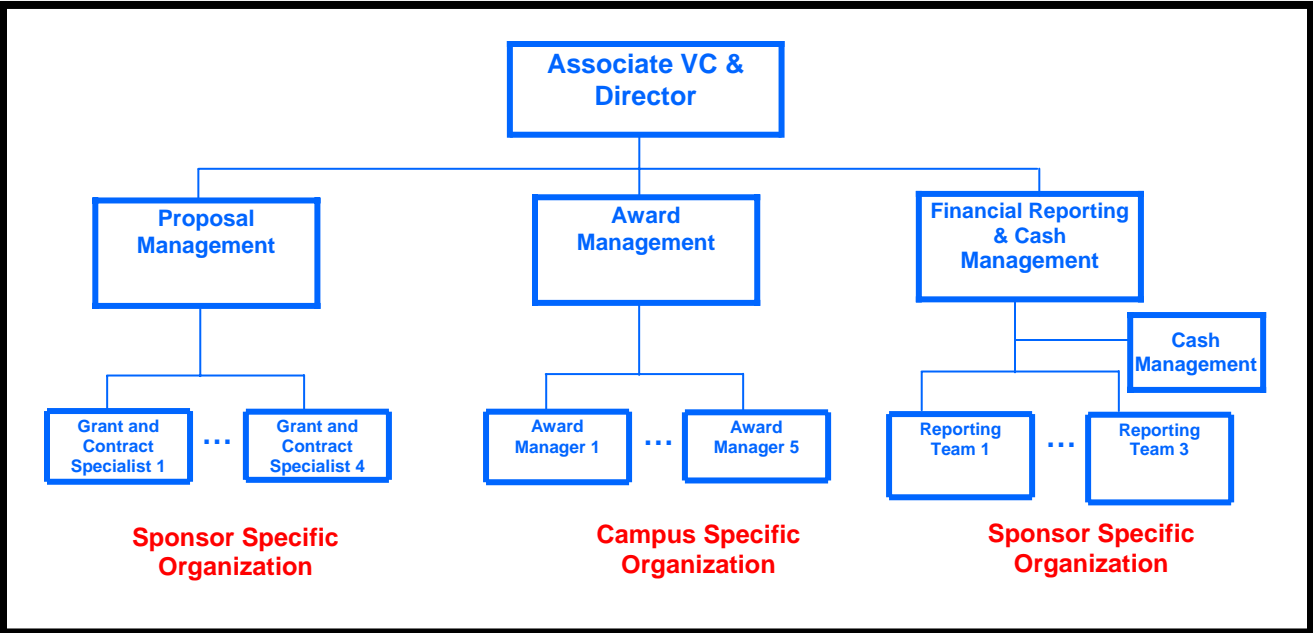 Associate VC &
Director
Proposal
Management
Award
Management
Financial Reporting
& Cash
Management
Cash
Management
Grant and
Contract
Specialist 1
...
Grant and
Contract
Specialist 4
Award
Manager 1
...
Award
Manager 5
Reporting
Team 1
...
Reporting
Team 3
Sponsor Specific
Organization
Campus Specific
Organization
Sponsor Specific
Organization